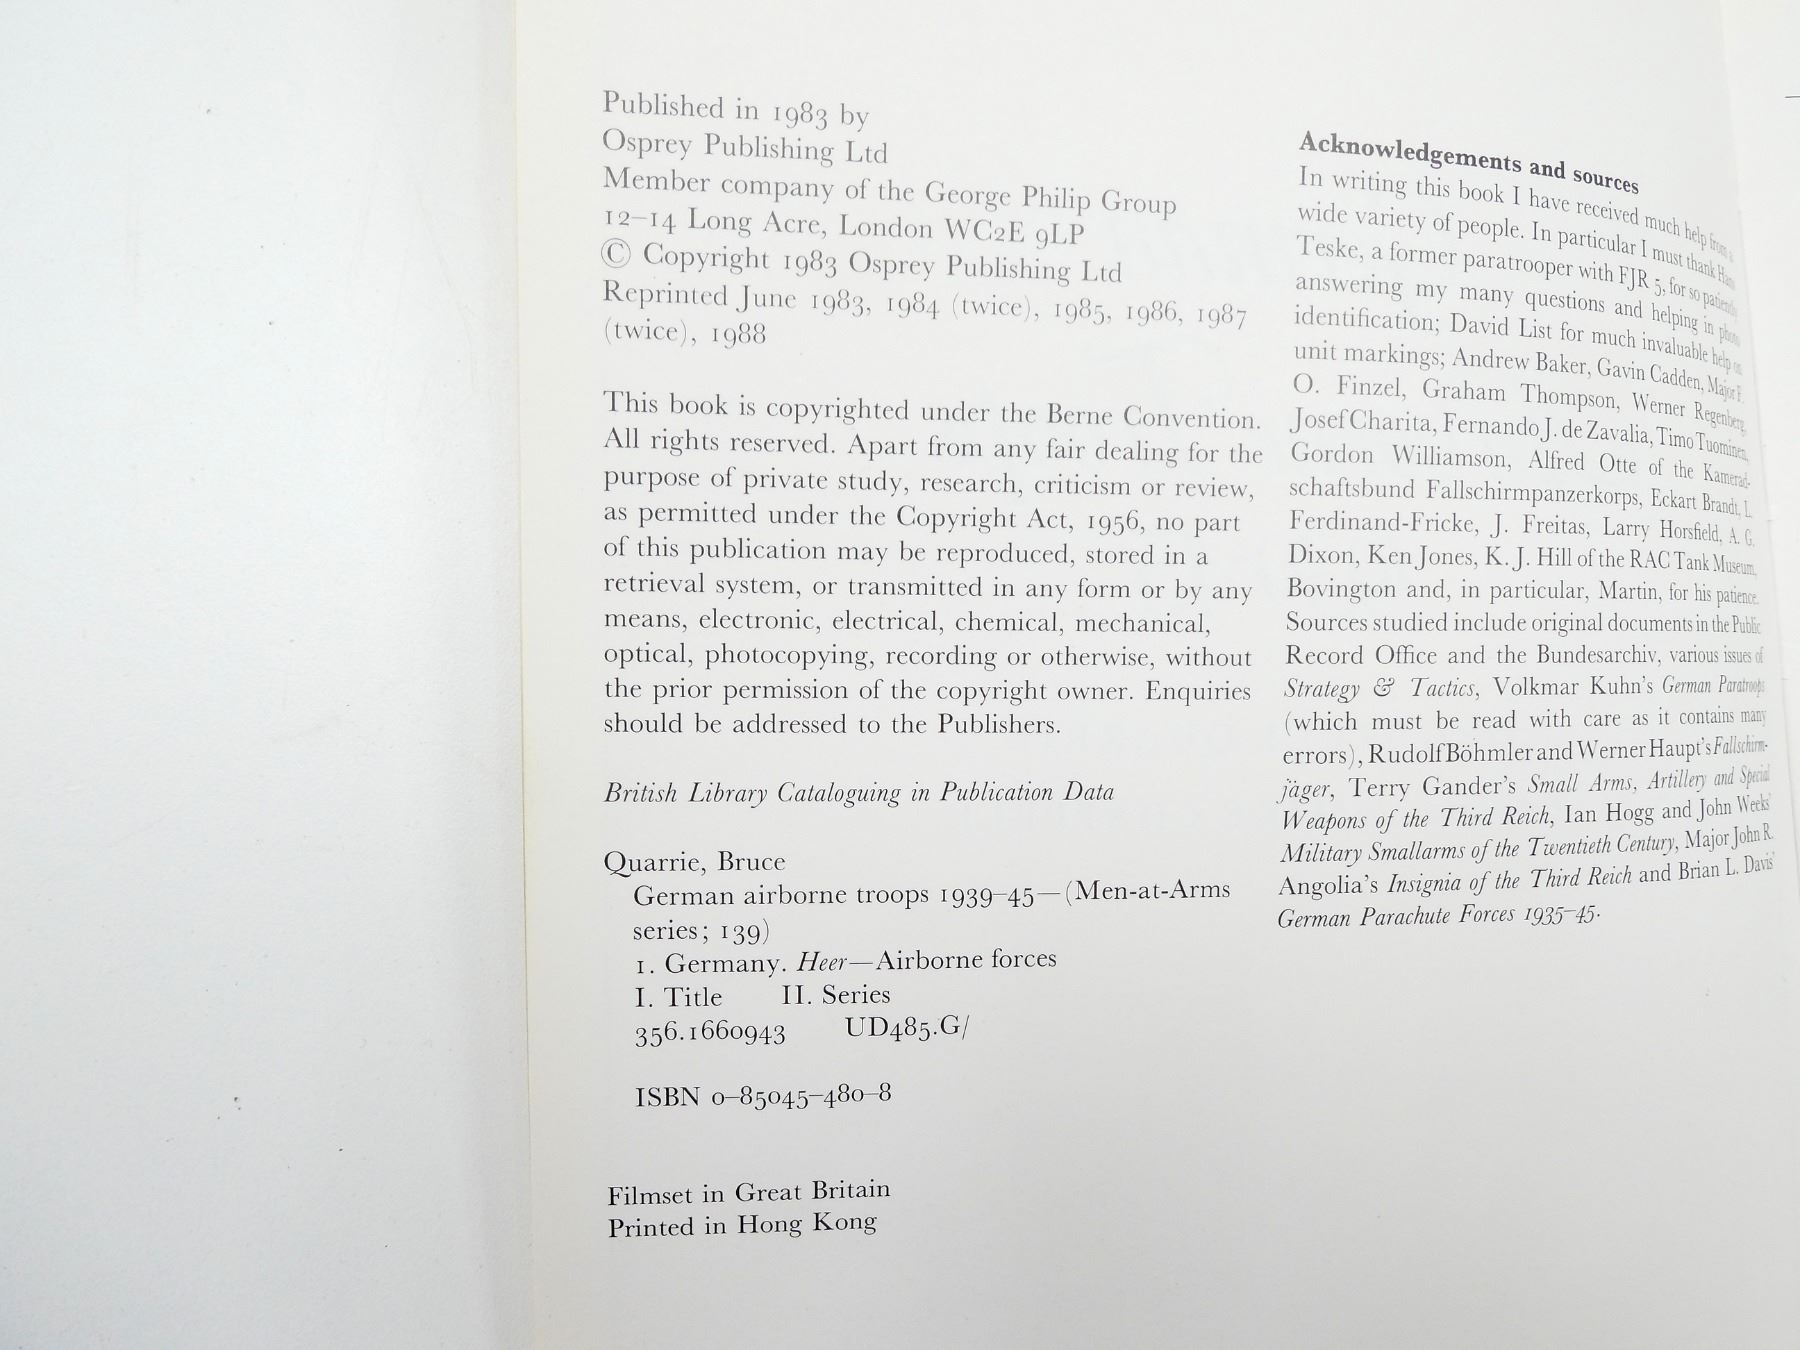 Published in 1983 by
Osprey Publishing Ltd
Member company of the George Philip Group
12–14 Long Acre, London WC2E 9LP
© Copyright 1983 Osprey Publishing Ltd
Reprinted June 1983, 1984 (twice), 1985, 1986, 1987
(twice), 1988
This book is copyrighted under the Berne Convention.
All rights reserved. Apart from any fair dealing for the
purpose of private study, research, criticism or review,
as permitted under the Copyright Act, 1956, no part
of this publication may be reproduced, stored in a
retrieval system, or transmitted in any form or by any
means, electronic, electrical, chemical, mechanical,
optical, photocopying, recording or otherwise, without
the prior permission of the copyright owner. Enquiries
should be addressed to the Publishers.
British Library Cataloguing in Publication Data
Quarrie, Bruce
German airborne troops 1939–45—(Men-at-Arms
series; 139)
1. Germany. Heer—Airborne forces
I. Title II. Series
356.1660943 UD485.G/
ISBN 0–85045–480–8
Filmset in Great Britain
Printed in Hong Kong
Acknowledgements and sources
In writing this book I have received much help from a
wide variety of people. In particular I must thank Hans
Teske, a former paratrooper with FJR 5, for so patiently
answering my many questions and helping in photo
identification; David List for much invaluable help on
unit markings; Andrew Baker, Gavin Cadden, Major F.
O. Finzel, Graham Thompson, Werner Regenberg,
Josef Charita, Fernando J. de Zavalia, Timo Tuominen,
Gordon Williamson, Alfred Otte of the Kamerad-
schaftsbund Fallschirmpanzerkorps, Eckart Brandt, L.
Ferdinand-Fricke, J. Freitas, Larry Horsfield, A. G.
Dixon, Ken Jones, K. J. Hill of the RAC Tank Museum,
Bovington and, in particular, Martin, for his patience.
Sources studied include original documents in the Public
Record Office and the Bundesarchiv, various issues of
Strategy & Tactics, Volkmar Kuhn's German Paratroops
(which must be read with care as it contains many
errors), Rudolf Böhmler and Werner Haupt's Fallschirm-
jäger, Terry Gander's Small Arms, Artillery and Special
Weapons of the Third Reich, Ian Hogg and John Weeks'
Military Smallarms of the Twentieth Century, Major John R.
Angolia's Insignia of the Third Reich and Brian L. Davis'
German Parachute Forces 1935–45.